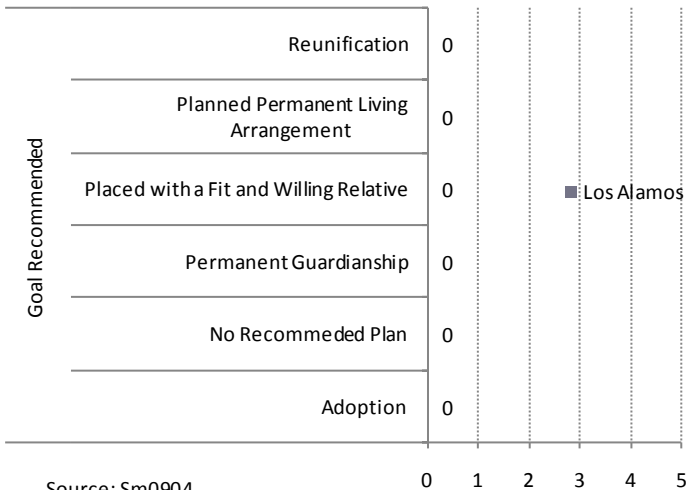 Goal Recommended
Reunification 0
Planned Permanent Living
Arrangement 0
Placed with a Fit and Willing Relative 0
Permanent Guardianship 0
No Recommeded Plan 0
Adoption 0
Los Alamos
0 1 2 3 4 5
Source: Sm0904